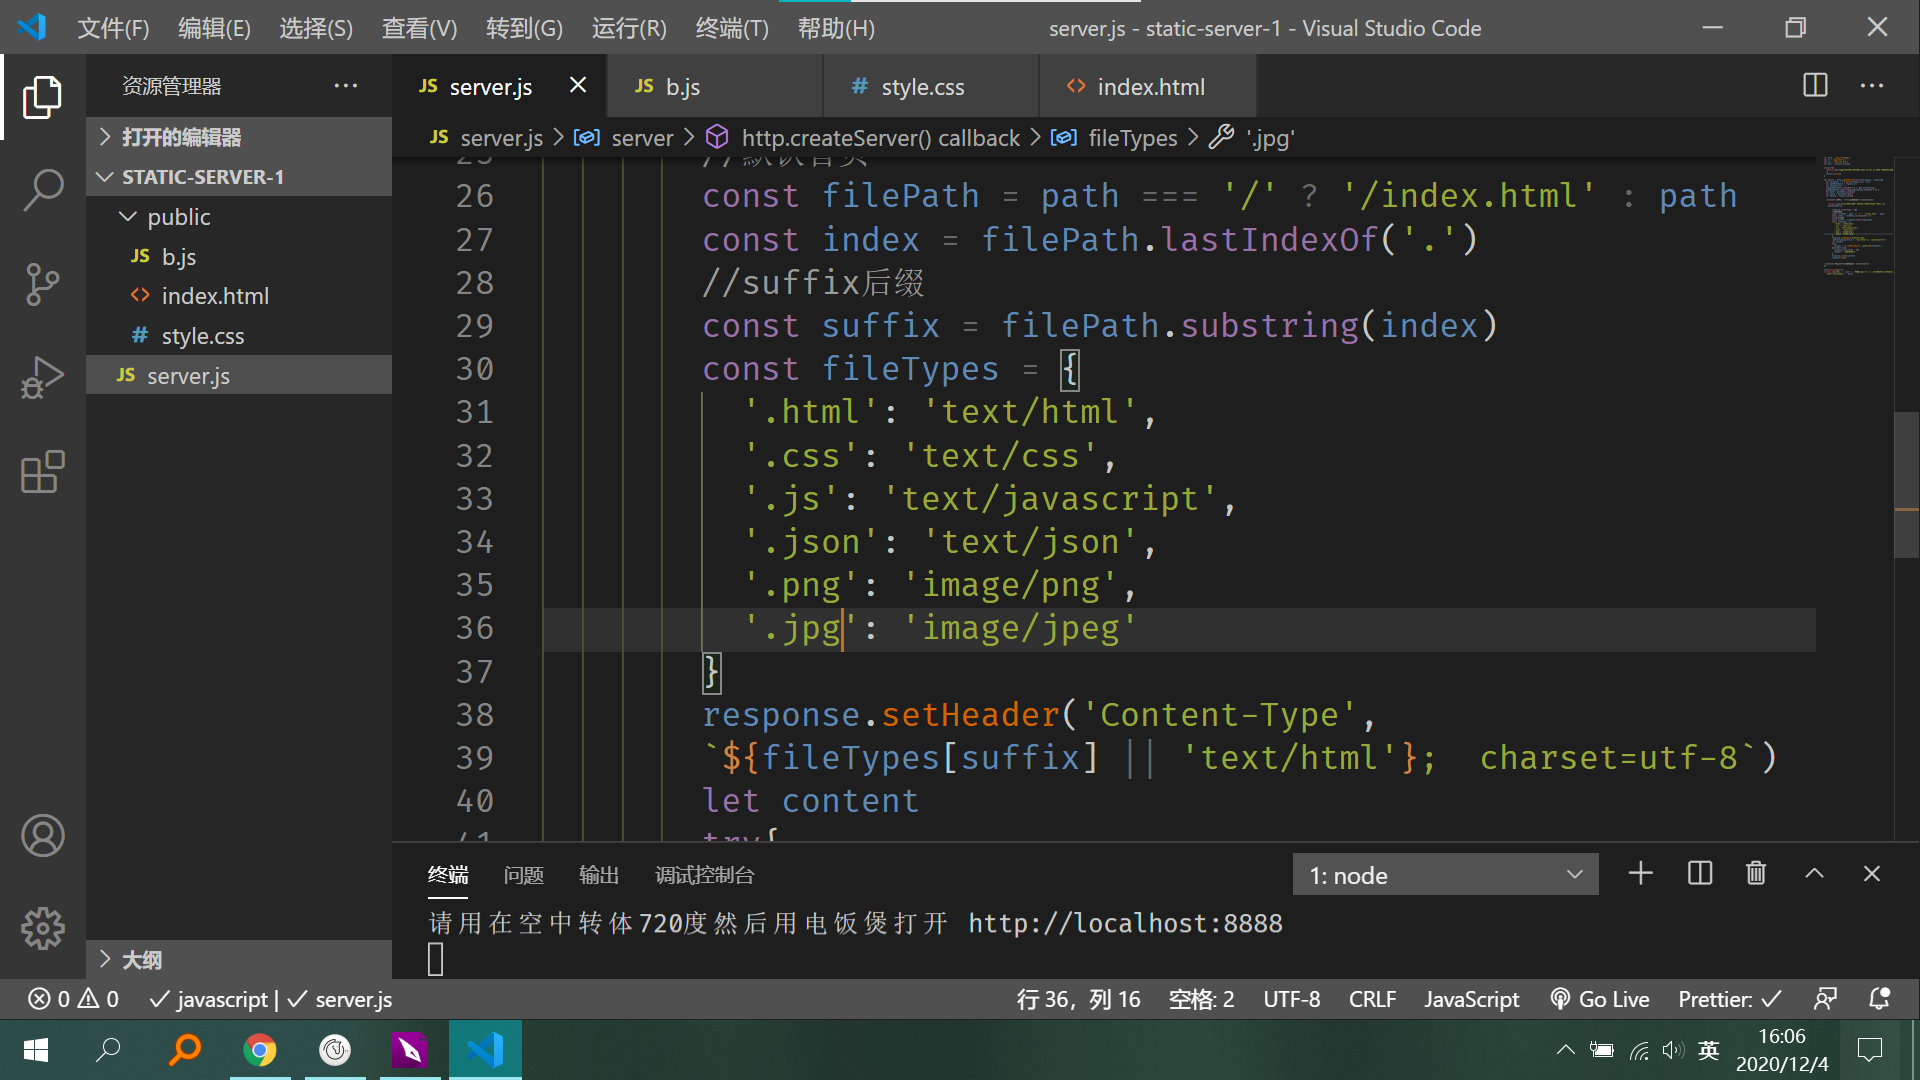 文件(F) 编辑(E) 选择(S) 查看(V) 转到(G) 运行(R) 终端(T) 帮助(H) server.js - static-server-1 - Visual Studio Code
资源管理器
JS server.js
JS b.js
# style.css
<> index.html
打开的编辑器
STATIC-SERVER-1
public
JS b.js
<> index.html
# style.css
JS server.js
大纲
JS server.js > server > http.createServer() callback > fileTypes > '.jpg'
25 //默认首页
26 const filePath = path === '/' ? '/index.html' : path
27 const index = filePath.lastIndexOf('.')
28 //suffix后缀
29 const suffix = filePath.substring(index)
30 const fileTypes = {
31 '.html': 'text/html',
32 '.css': 'text/css',
33 '.js': 'text/javascript',
34 '.json': 'text/json',
35 '.png': 'image/png',
36 '.jpg': 'image/jpeg'
37 }
38 response.setHeader('Content-Type',
39 `${fileTypes[suffix] || 'text/html'};  charset=utf-8`)
40 let content
41 try{
终端 问题 输出 调试控制台 1: node
请用在空中转体720度然后用电饭煲打开 http://localhost:8888
0 0 javascript | server.js 行 36，列 16 空格: 2 UTF-8 CRLF JavaScript Go Live Prettier:
英 16:06
2020/12/4